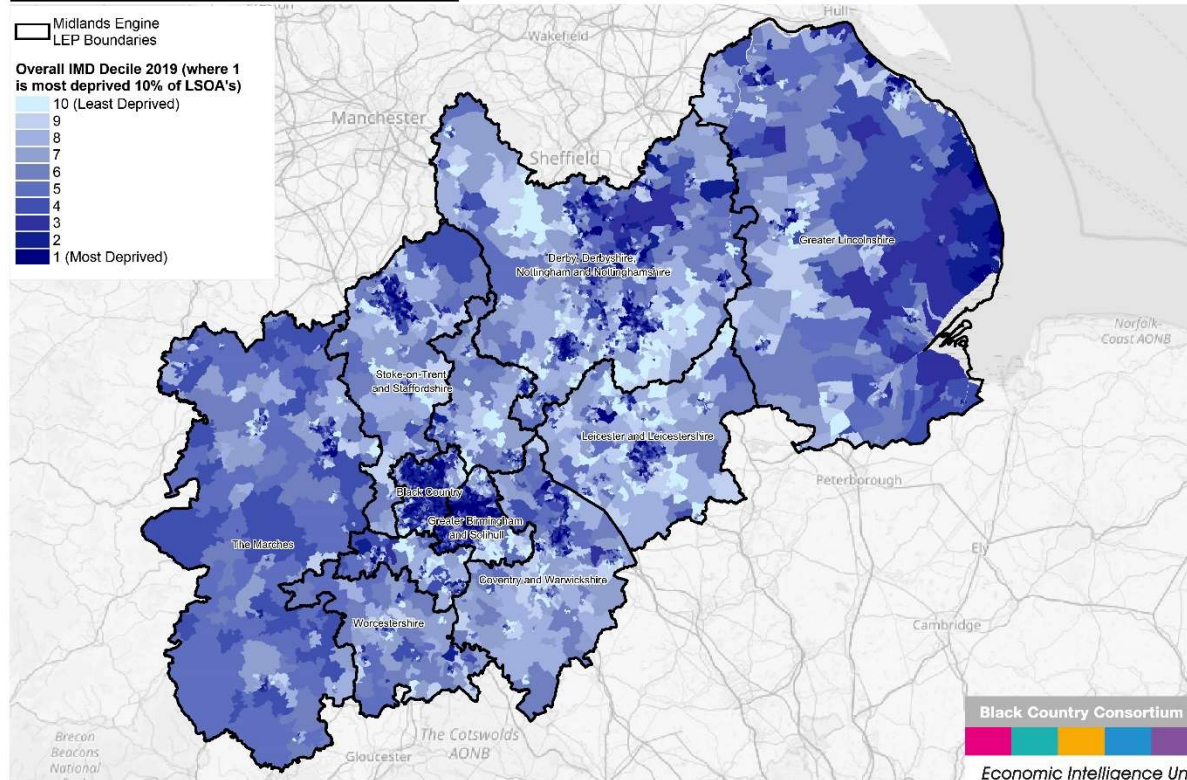 Midlands Engine
LEP Boundaries
Overall IMD Decile 2019 (where 1
is most deprived 10% of LSOA's)
10 (Least Deprived)
9
8
7
6
5
4
3
2
1 (Most Deprived)
Hull
Wakefield
Manchester
Sheffield
Greater Lincolnshire
Derby, Derbyshire,
Nottingham and Nottinghamshire
Norfolk
Coast AONB
Stoke-on-Trent
and Staffordshire
Leicester and Leicestershire
Peterborough
Black Country
Greater Birmingham
and Solihull
Ely
The Marches
Coventry and Warwickshire
Worcestershire
Cambridge
Brecon
Beacons
National
Gloucester
The Cotswolds
AONB
Black Country Consortium
Economic Intelligence Un